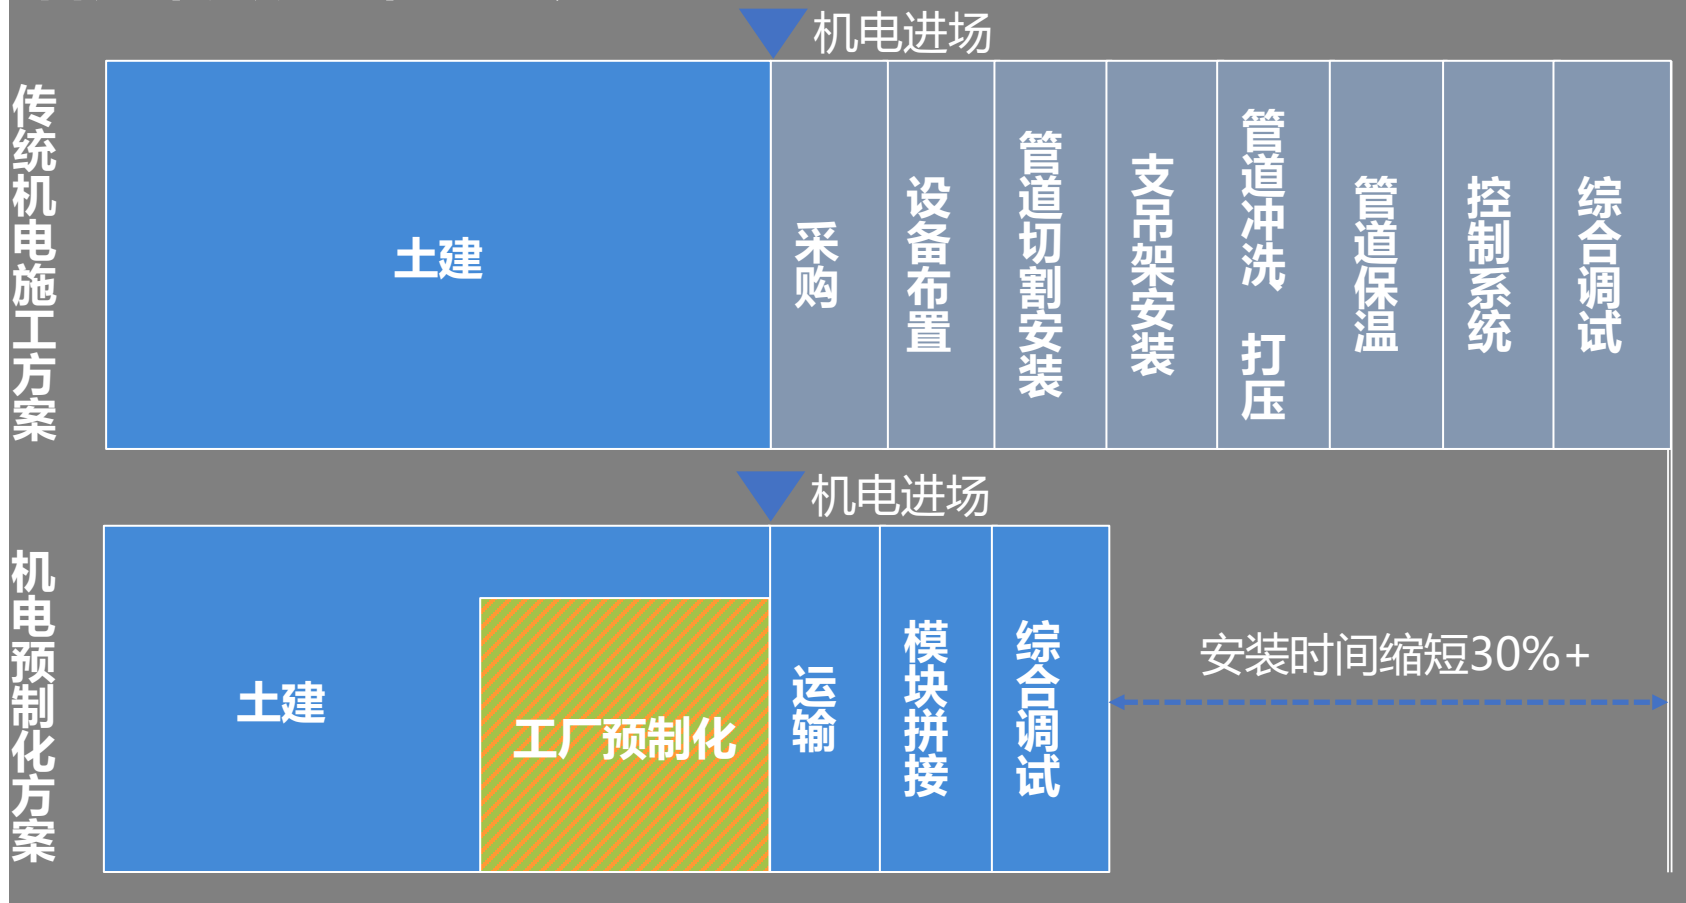 机电进场
传统机电施工方案
土建
采购
设备布置
管道切割安装
支吊架安装
管道冲洗、打压
管道保温
控制系统
综合调试
机电进场
机电预制化方案
土建
工厂预制化
运输
模块拼接
综合调试
安装时间缩短30%+